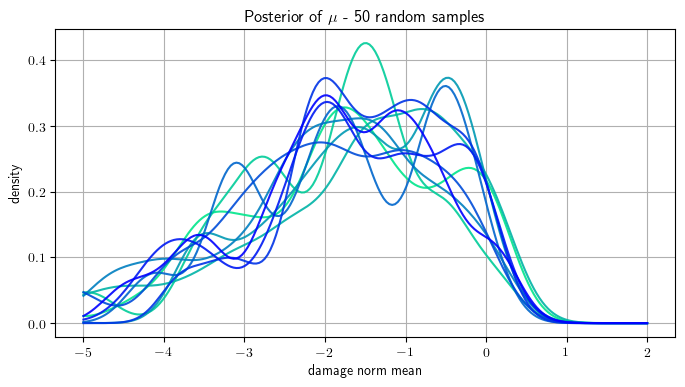 Posterior of μ - 50 random samples
density
0.4
0.3
0.2
0.1
0.0
−5 −4 −3 −2 −1 0 1 2
damage norm mean